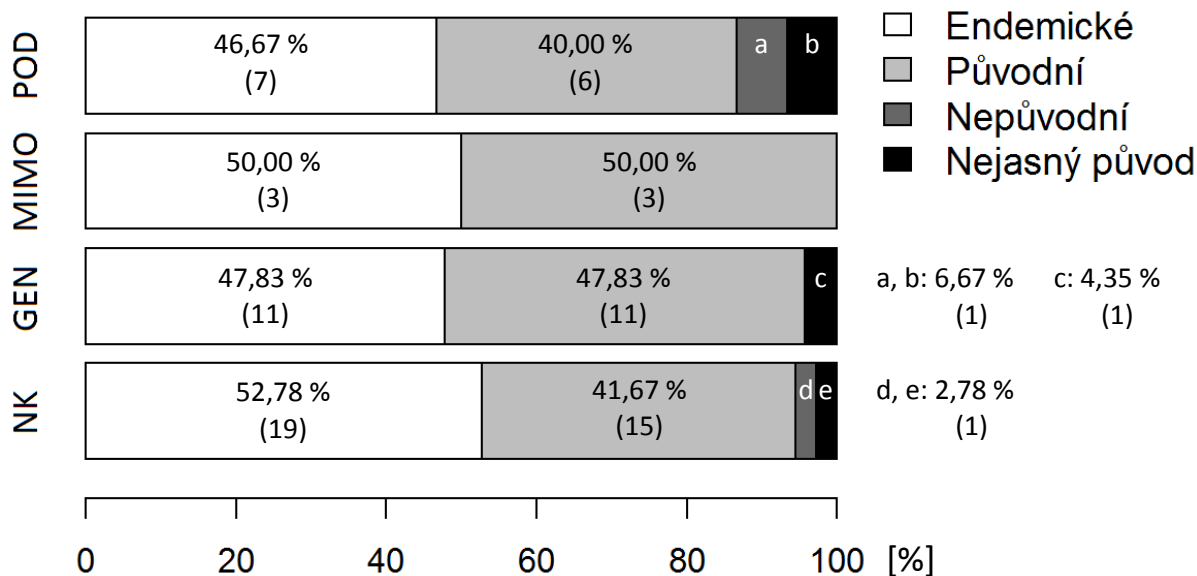 POD
46,67 %
(7)
40,00 %
(6)
a
b
MIMO
50,00 %
(3)
50,00 %
(3)
GEN
47,83 %
(11)
47,83 %
(11)
c
NK
52,78 %
(19)
41,67 %
(15)
d
e
Endemické
Původní
Nepůvodní
Nejasný původ
a, b: 6,67 % c: 4,35 %
(1) (1)
d, e: 2,78 %
(1)
0 20 40 60 80 100 [%]